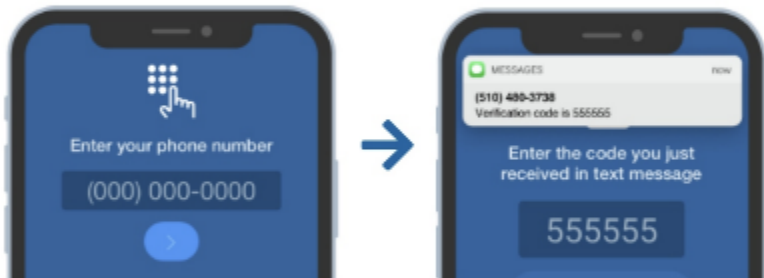 Enter your phone number
(000) 000-0000
MESSAGES
now
(510) 480-3738
Verification code is 555555
Enter the code you just
received in text message
555555